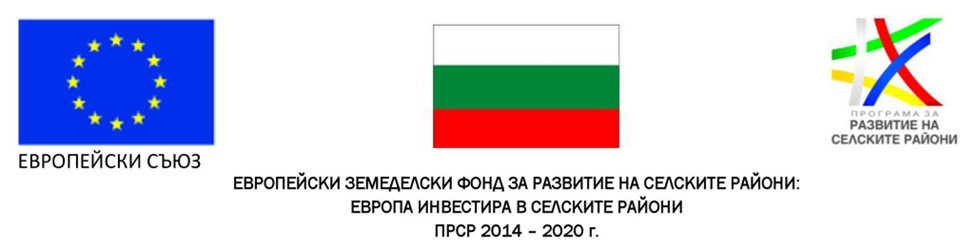 ЕВРОПЕЙСКИ СЪЮЗ
ПРОГРАМА ЗА
РАЗВИТИЕ НА
СЕЛСКИТЕ РАЙОНИ
ЕВРОПЕЙСКИ ЗЕМЕДЕЛСКИ ФОНД ЗА РАЗВИТИЕ НА СЕЛСКИТЕ РАЙОНИ:
ЕВРОПА ИНВЕСТИРА В СЕЛСКИТЕ РАЙОНИ
ПРСР 2014 – 2020 г.